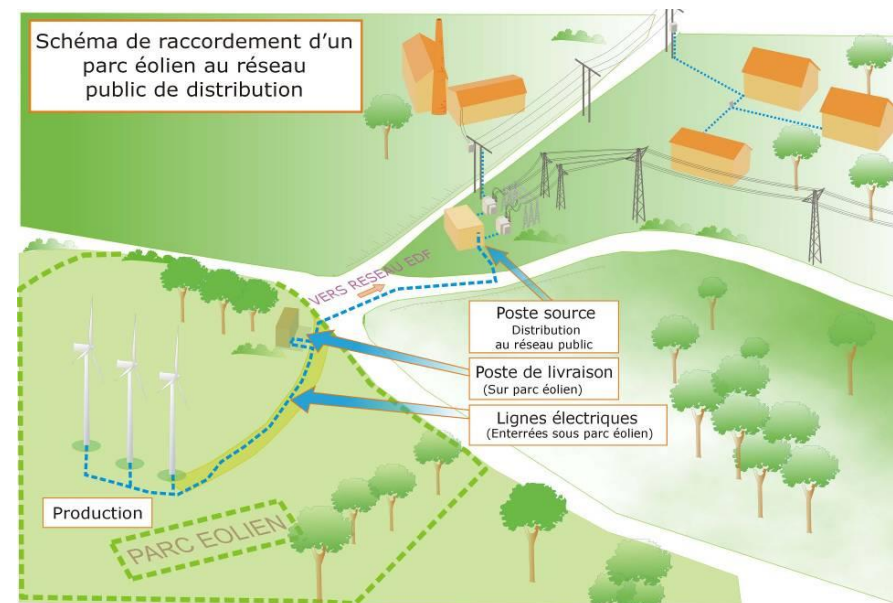 Schéma de raccordement d'un
parc éolien au réseau
public de distribution
VERS RESEAU EDF
Poste source
Distribution
au réseau public
Poste de livraison
(Sur parc éolien)
Lignes électriques
(Enterrées sous parc éolien)
Production
PARC EOLIEN